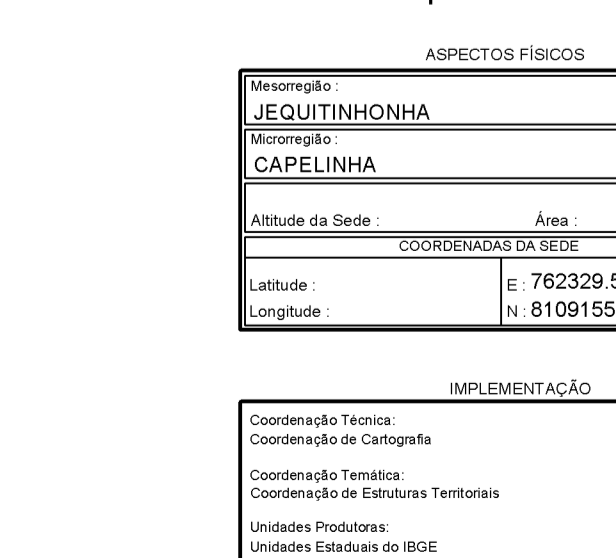 ASPECTOS FÍSICOS
Mesorregião :
JEQUITINHONHA
Microrregião :
CAPELINHA
Altitude da Sede : Área :
COORDENADAS DA SEDE
Latitude : E : 762329.5
Longitude : N : 8109155
IMPLEMENTAÇÃO
Coordenação Técnica:
Coordenação de Cartografia
Coordenação Temática:
Coordenação de Estruturas Territoriais
Unidades Produtoras:
Unidades Estaduais do IBGE